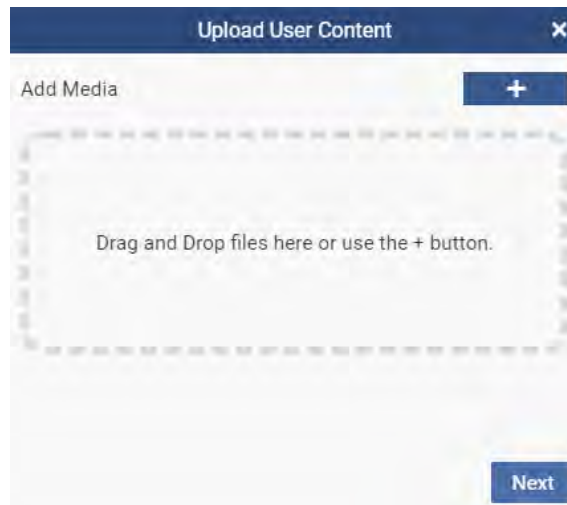 Upload User Content ×
Add Media +
Drag and Drop files here or use the + button.
Next